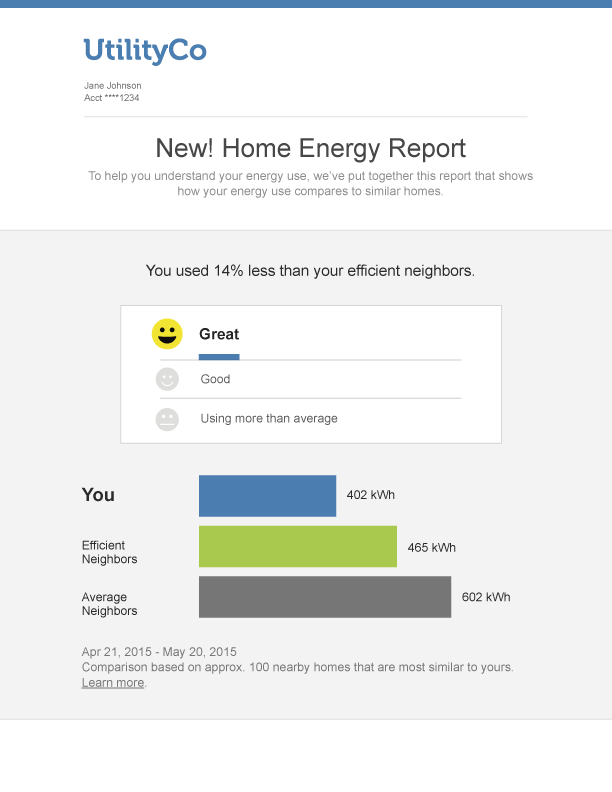 UtilityCo
Jane Johnson
Acct ****1234
New! Home Energy Report
To help you understand your energy use, we've put together this report that shows
how your energy use compares to similar homes.
You used 14% less than your efficient neighbors.
Great
Good
Using more than average
You
402 kWh
Efficient
Neighbors
465 kWh
Average
Neighbors
602 kWh
Apr 21, 2015 - May 20, 2015
Comparison based on approx. 100 nearby homes that are most similar to yours.
Learn more.